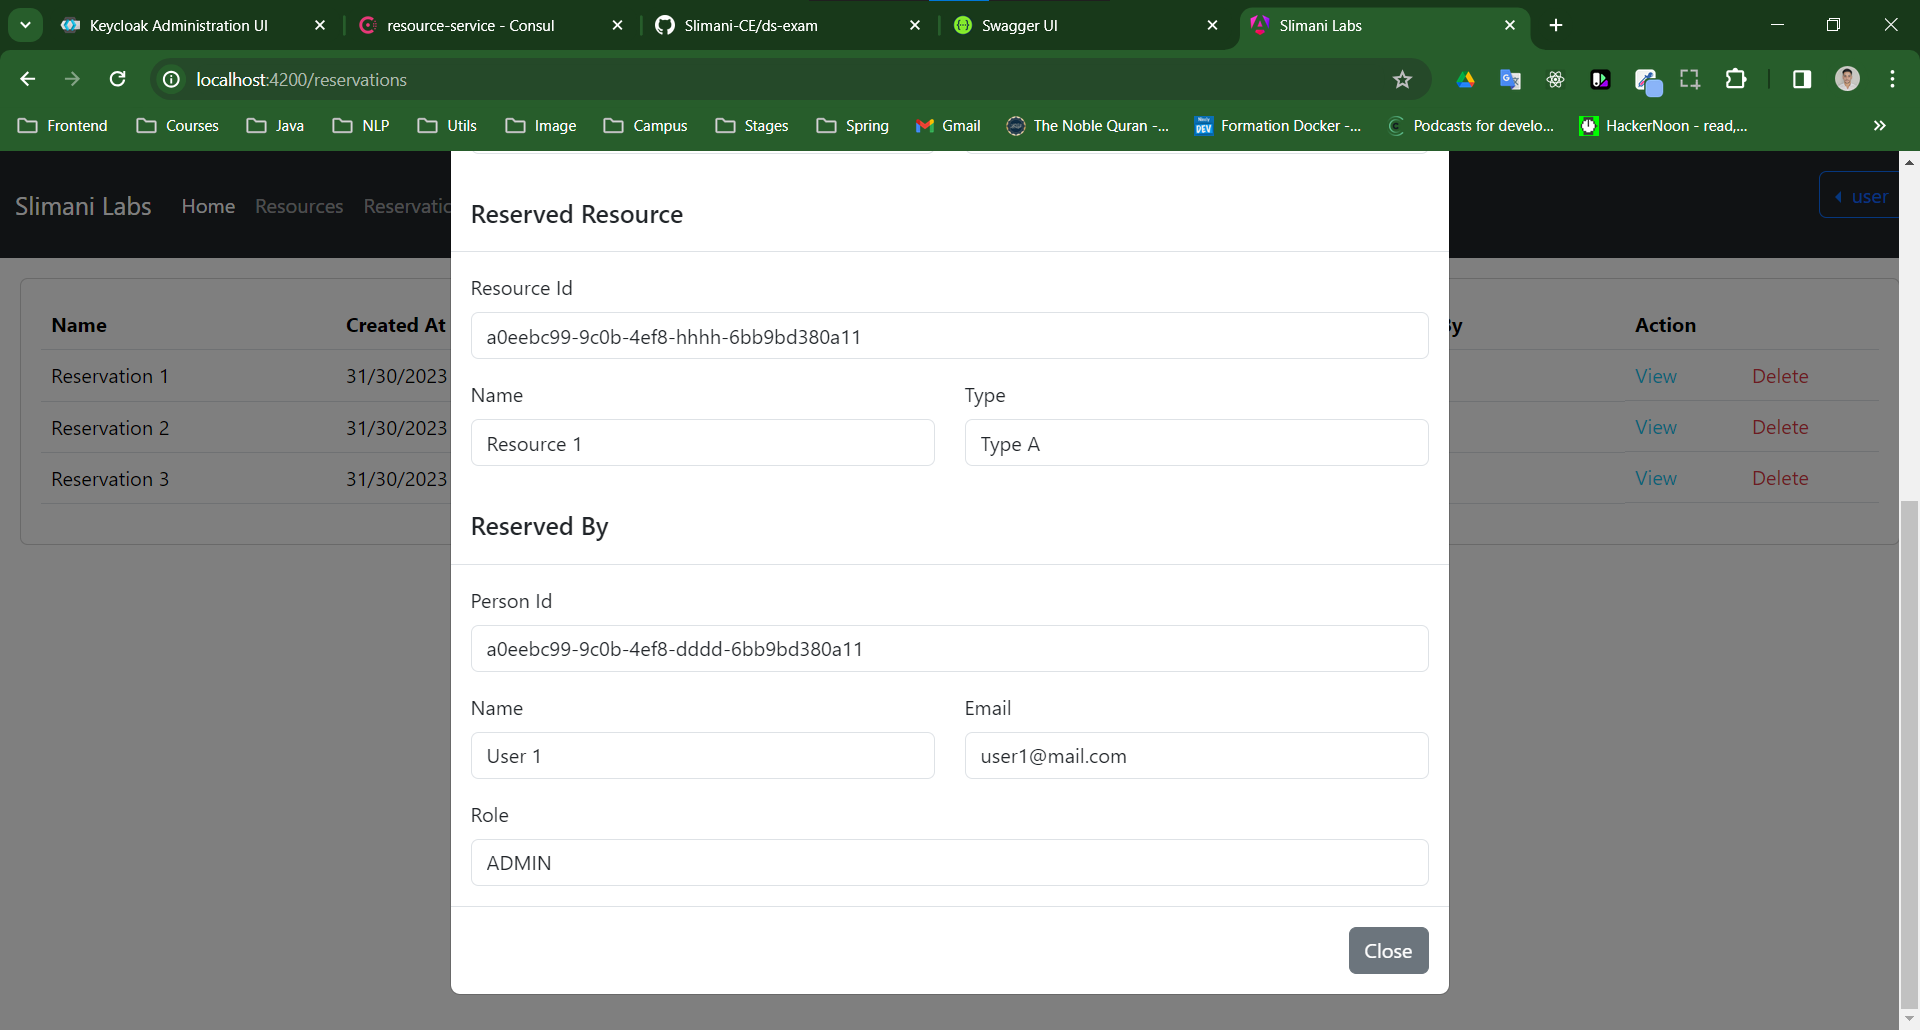 Keycloak Administration UI
resource-service - Consul
Slimani-CE/ds-exam
Swagger UI
Slimani Labs
localhost:4200/reservations
Frontend Courses Java NLP Utils Image Campus Stages Spring Gmail The Noble Quran -... Formation Docker -... Podcasts for develo... HackerNoon - read,...
Slimani Labs Home Resources Reservatio user
Name Created At y Action
Reservation 1 31/30/2023 View Delete
Reservation 2 31/30/2023 View Delete
Reservation 3 31/30/2023 View Delete
Reserved Resource
Resource Id
a0eebc99-9c0b-4ef8-hhhh-6bb9bd380a11
Name Type
Resource 1 Type A
Reserved By
Person Id
a0eebc99-9c0b-4ef8-dddd-6bb9bd380a11
Name Email
User 1 user1@mail.com
Role
ADMIN
Close